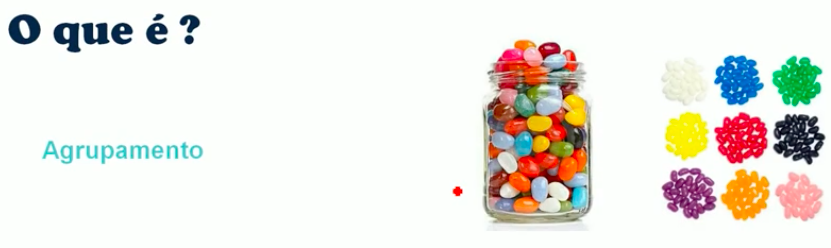 O que é ?
Agrupamento